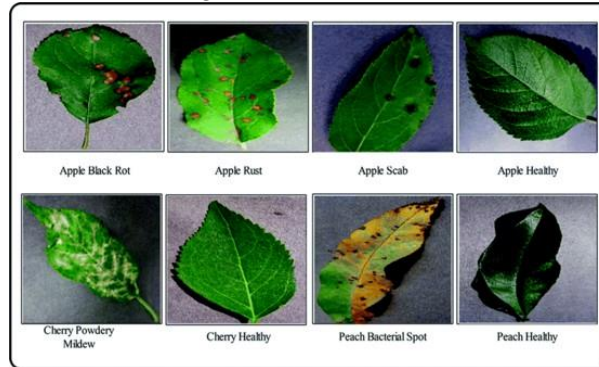 Apple Black Rot
Apple Rust
Apple Scab
Apple Healthy
Cherry Powdery
Mildew
Cherry Healthy
Peach Bacterial Spot
Peach Healthy